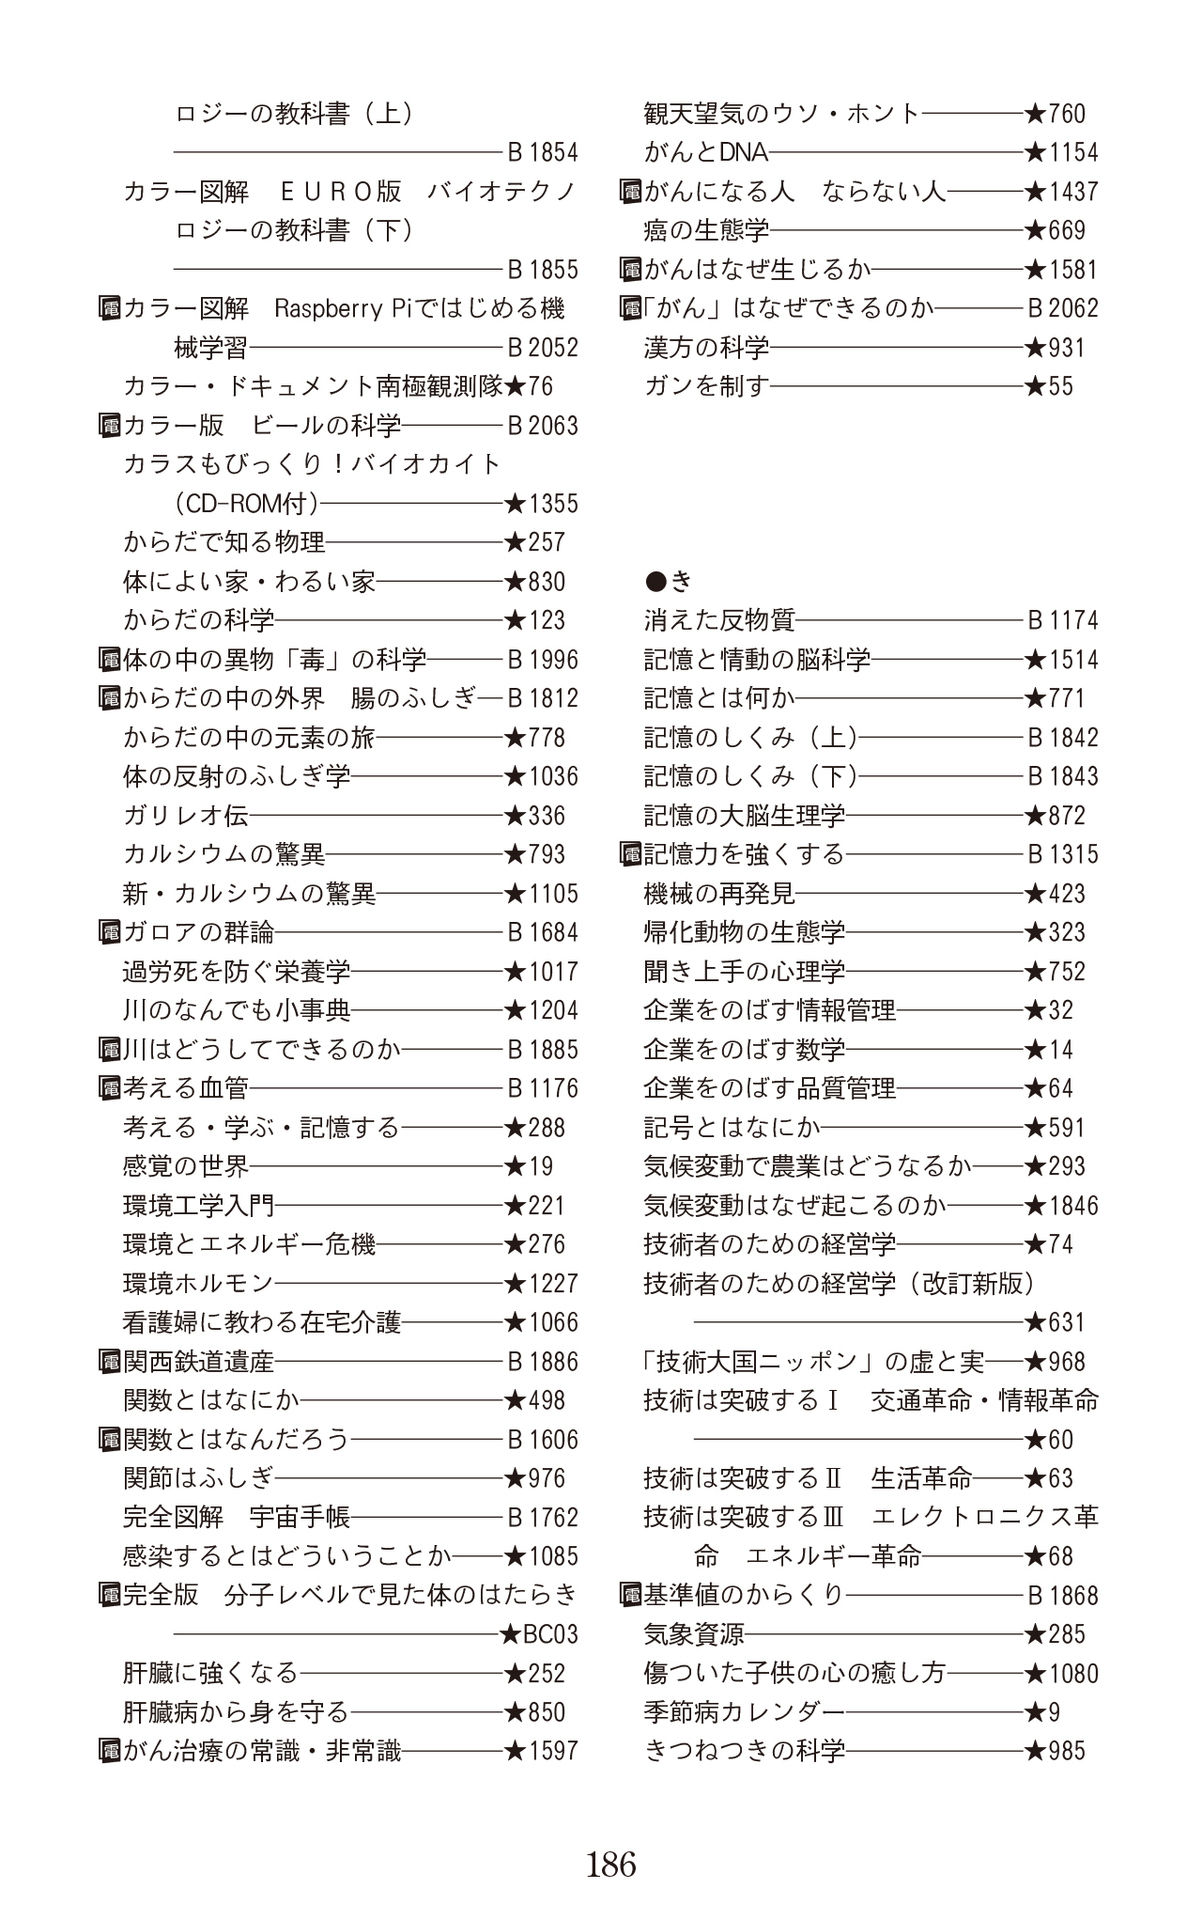 ロジーの教科書（上）
B1854
カラー図解　ＥＵＲＯ版　バイオテクノ
ロジーの教科書（下）
B1855
電カラー図解　Raspberry Piではじめる機
械学習 B2052
カラー・ドキュメント南極観測隊★76
電カラー版　ビールの科学 B2063
カラスもびっくり！バイオカイト
（CD-ROM付） ★1355
からだで知る物理 ★257
体によい家・わるい家 ★830
からだの科学 ★123
電体の中の異物「毒」の科学 B1996
電からだの中の外界　腸のふしぎ B1812
からだの中の元素の旅 ★778
体の反射のふしぎ学 ★1036
ガリレオ伝 ★336
カルシウムの驚異 ★793
新・カルシウムの驚異 ★1105
電ガロアの群論 B1684
過労死を防ぐ栄養学 ★1017
川のなんでも小事典 ★1204
電川はどうしてできるのか B1885
電考える血管 B1176
考える・学ぶ・記憶する ★288
感覚の世界 ★19
環境工学入門 ★221
環境とエネルギー危機 ★276
環境ホルモン ★1227
看護婦に教わる在宅介護 ★1066
電関西鉄道遺産 B1886
関数とはなにか ★498
電関数とはなんだろう B1606
関節はふしぎ ★976
完全図解　宇宙手帳 B1762
感染するとはどういうことか ★1085
電完全版　分子レベルで見た体のはたらき
★BC03
肝臓に強くなる ★252
肝臓病から身を守る ★850
電がん治療の常識・非常識 ★1597
観天望気のウソ・ホント ★760
がんとDNA ★1154
電がんになる人　ならない人 ★1437
癌の生態学 ★669
電がんはなぜ生じるか ★1581
電「がん」はなぜできるのか B2062
漢方の科学 ★931
ガンを制す ★55
●き
消えた反物質 B1174
記憶と情動の脳科学 ★1514
記憶とは何か ★771
記憶のしくみ（上） B1842
記憶のしくみ（下） B1843
記憶の大脳生理学 ★872
電記憶力を強くする B1315
機械の再発見 ★423
帰化動物の生態学 ★323
聞き上手の心理学 ★752
企業をのばす情報管理 ★32
企業をのばす数学 ★14
企業をのばす品質管理 ★64
記号とはなにか ★591
気候変動で農業はどうなるか ★293
気候変動はなぜ起こるのか ★1846
技術者のための経営学 ★74
技術者のための経営学（改訂新版）
★631
「技術大国ニッポン」の虚と実 ★968
技術は突破するⅠ　交通革命・情報革命
★60
技術は突破するⅡ　生活革命 ★63
技術は突破するⅢ　エレクトロニクス革
命　エネルギー革命 ★68
電基準値のからくり B1868
気象資源 ★285
傷ついた子供の心の癒し方 ★1080
季節病カレンダー ★9
きつねつきの科学 ★985
186